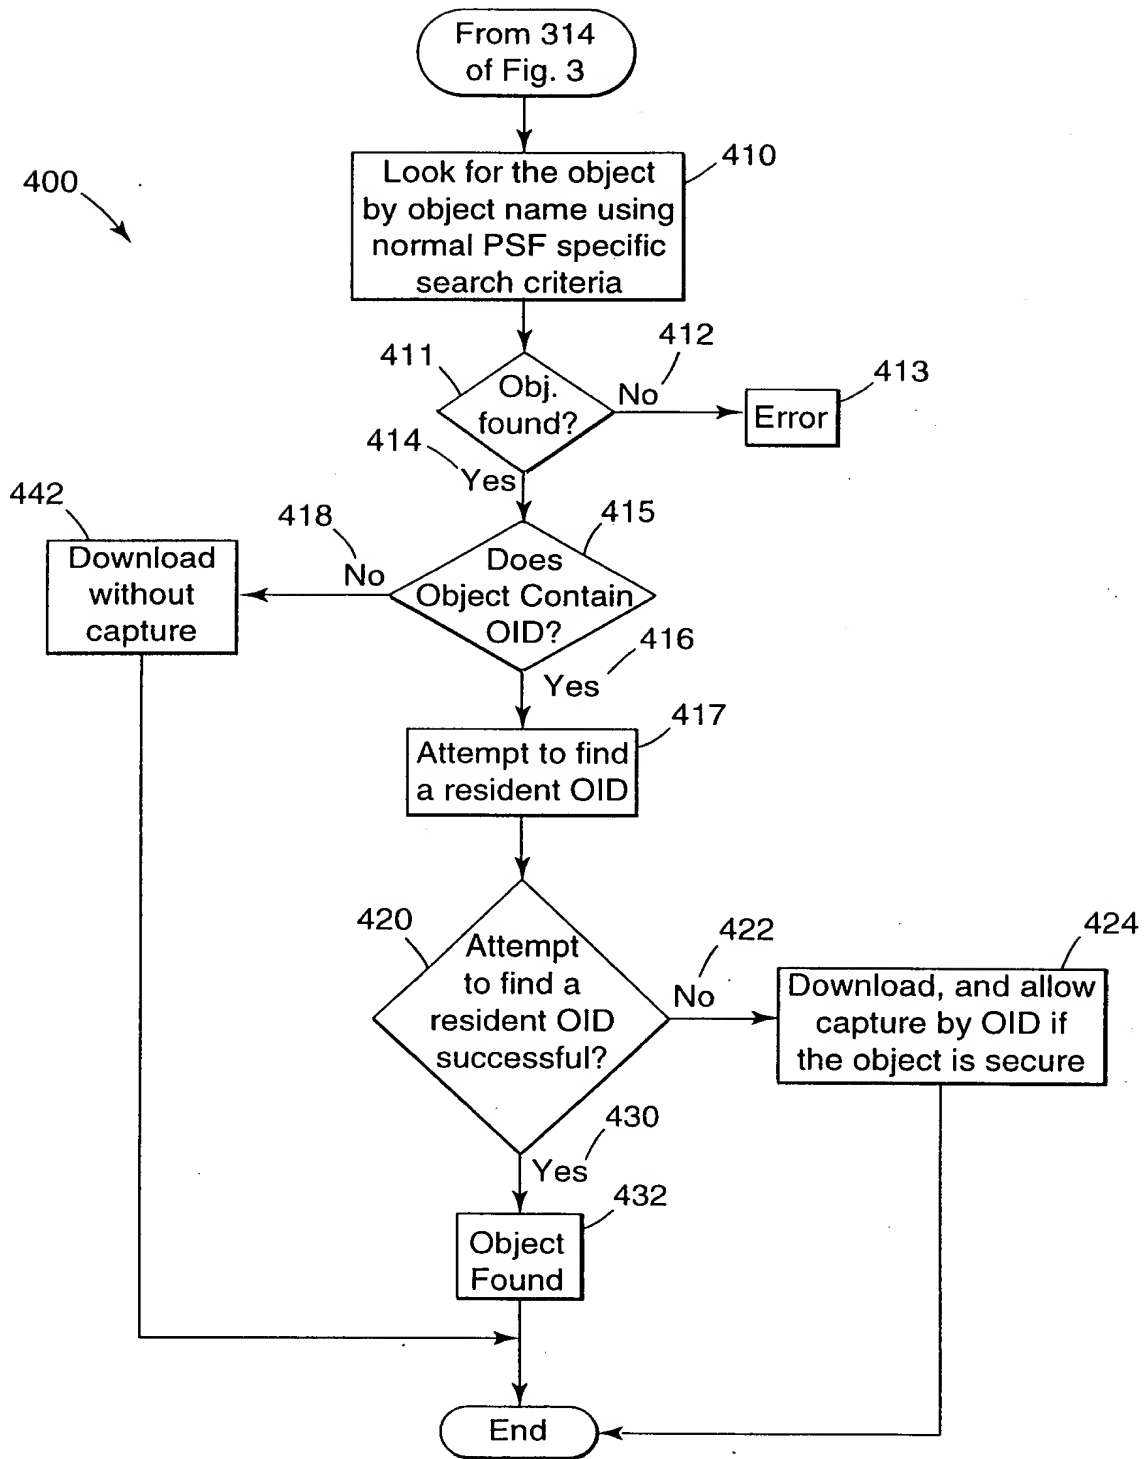 From 314
of Fig. 3
400
410
Look for the object
by object name using
normal PSF specific
search criteria
411
Obj.
found?
412
No
413
Error
414
Yes
442
Download
without
capture
418
No
415
Does
Object Contain
OID?
416
Yes
417
Attempt to find
a resident OID
420
Attempt
to find a
resident OID
successful?
422
No
424
Download, and allow
capture by OID if
the object is secure
430
Yes
432
Object
Found
End